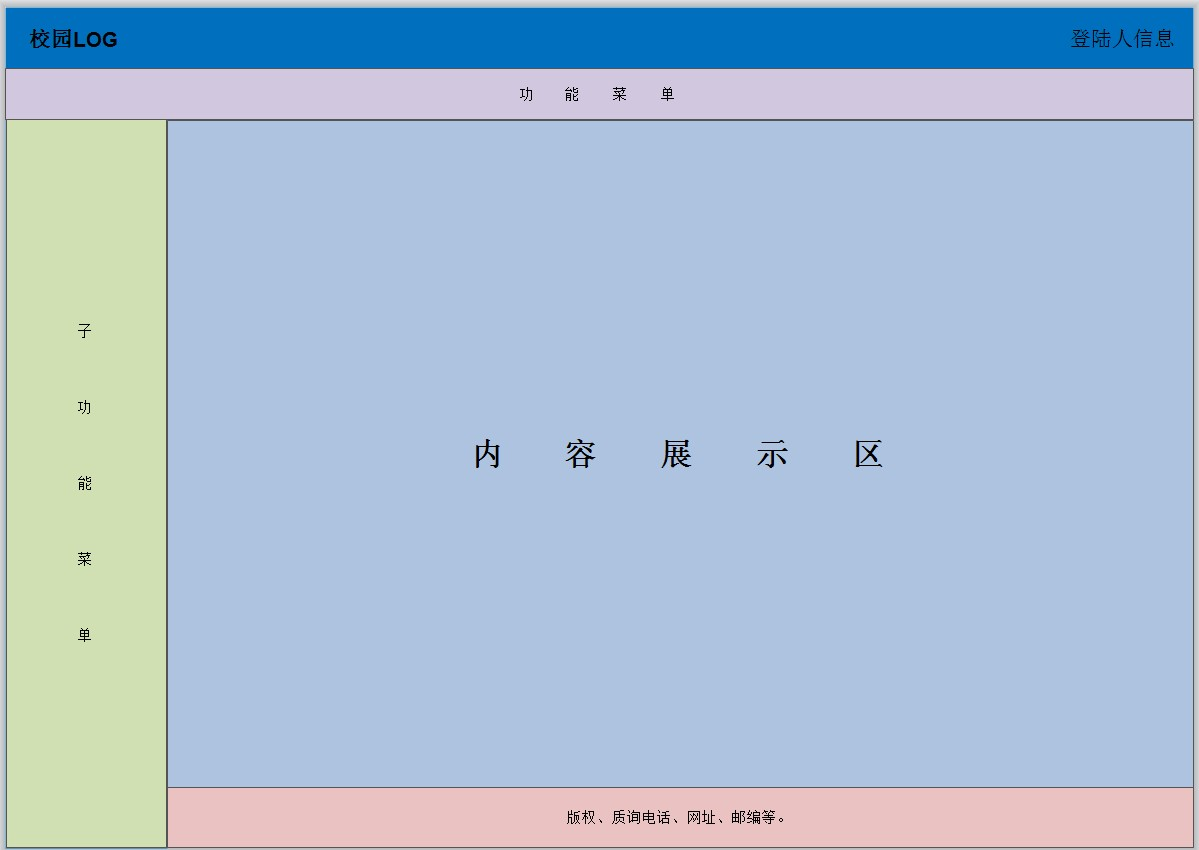 校园LOG
登陆人信息
功 能 菜 单
子
功
能
菜
单
内 容 展 示 区
版权、质询电话、网址、邮编等。